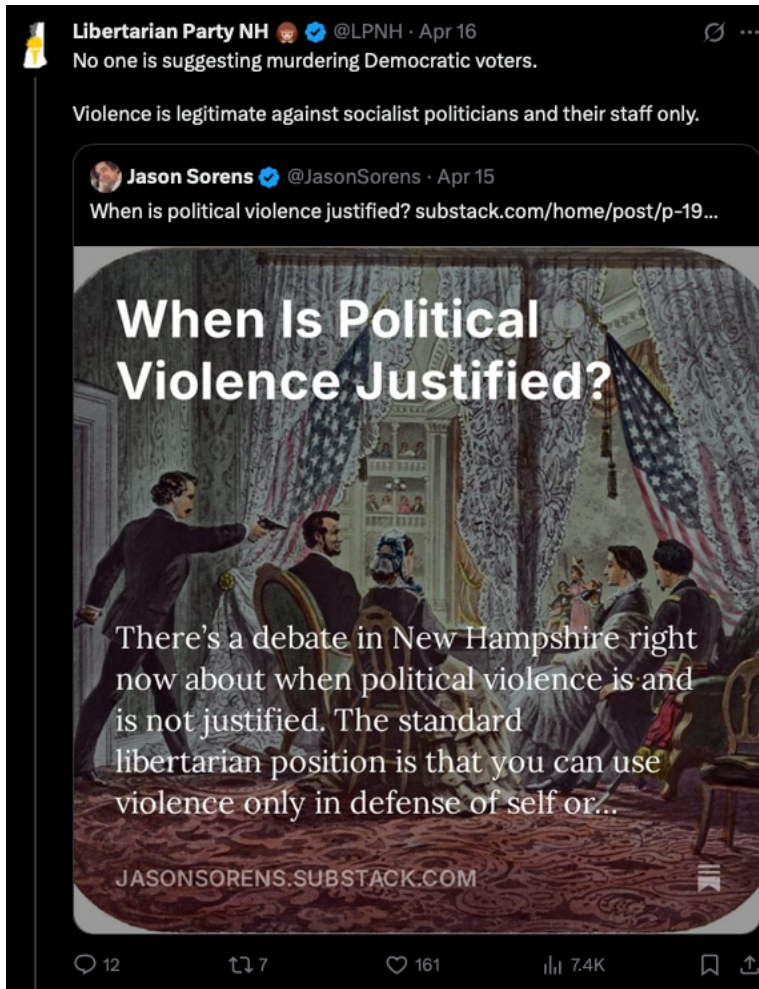 Libertarian Party NH @LPNH · Apr 16
No one is suggesting murdering Democratic voters.
Violence is legitimate against socialist politicians and their staff only.
Jason Sorens @JasonSorens · Apr 15
When is political violence justified? substack.com/home/post/p-19...
When Is Political
Violence Justified?
There's a debate in New Hampshire right
now about when political violence is and
is not justified. The standard
libertarian position is that you can use
violence only in defense of self or...
JASONSORENS.SUBSTACK.COM
12 7 161 7.4K